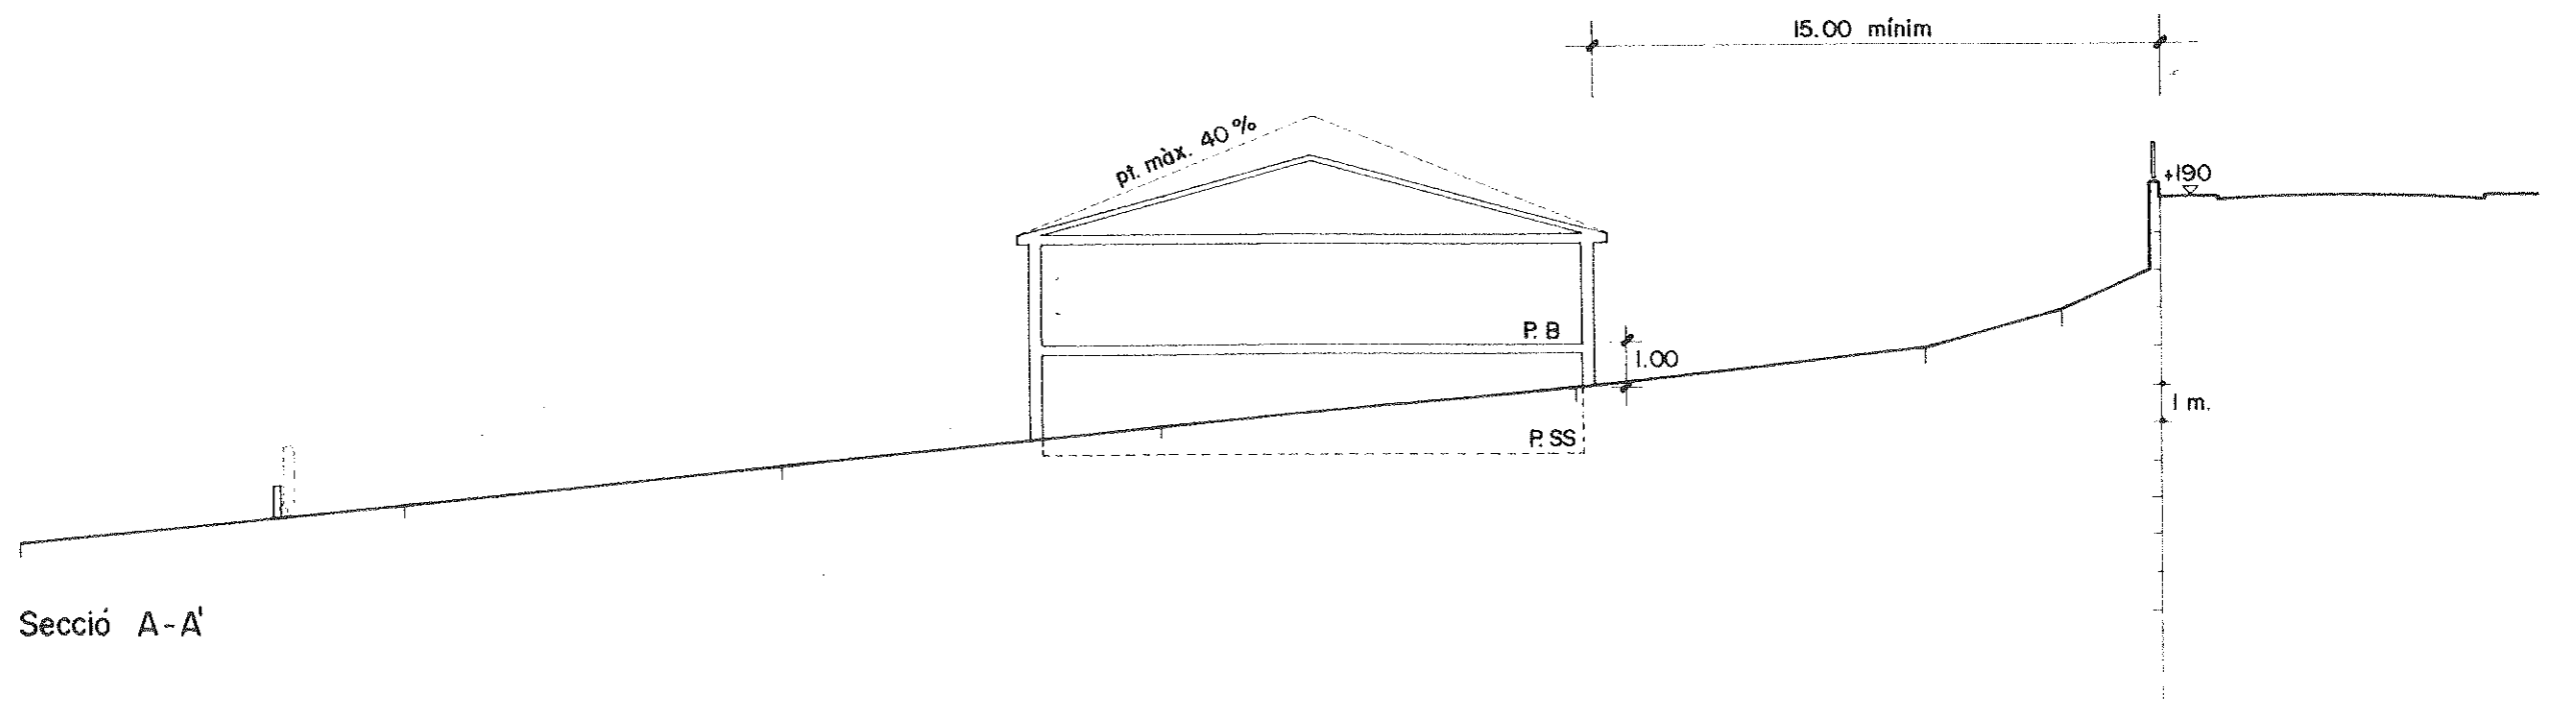 15.00 mínim
pt. màx. 40%
+190
P. B
1.00
1 m.
P. SS
Secció A-A'